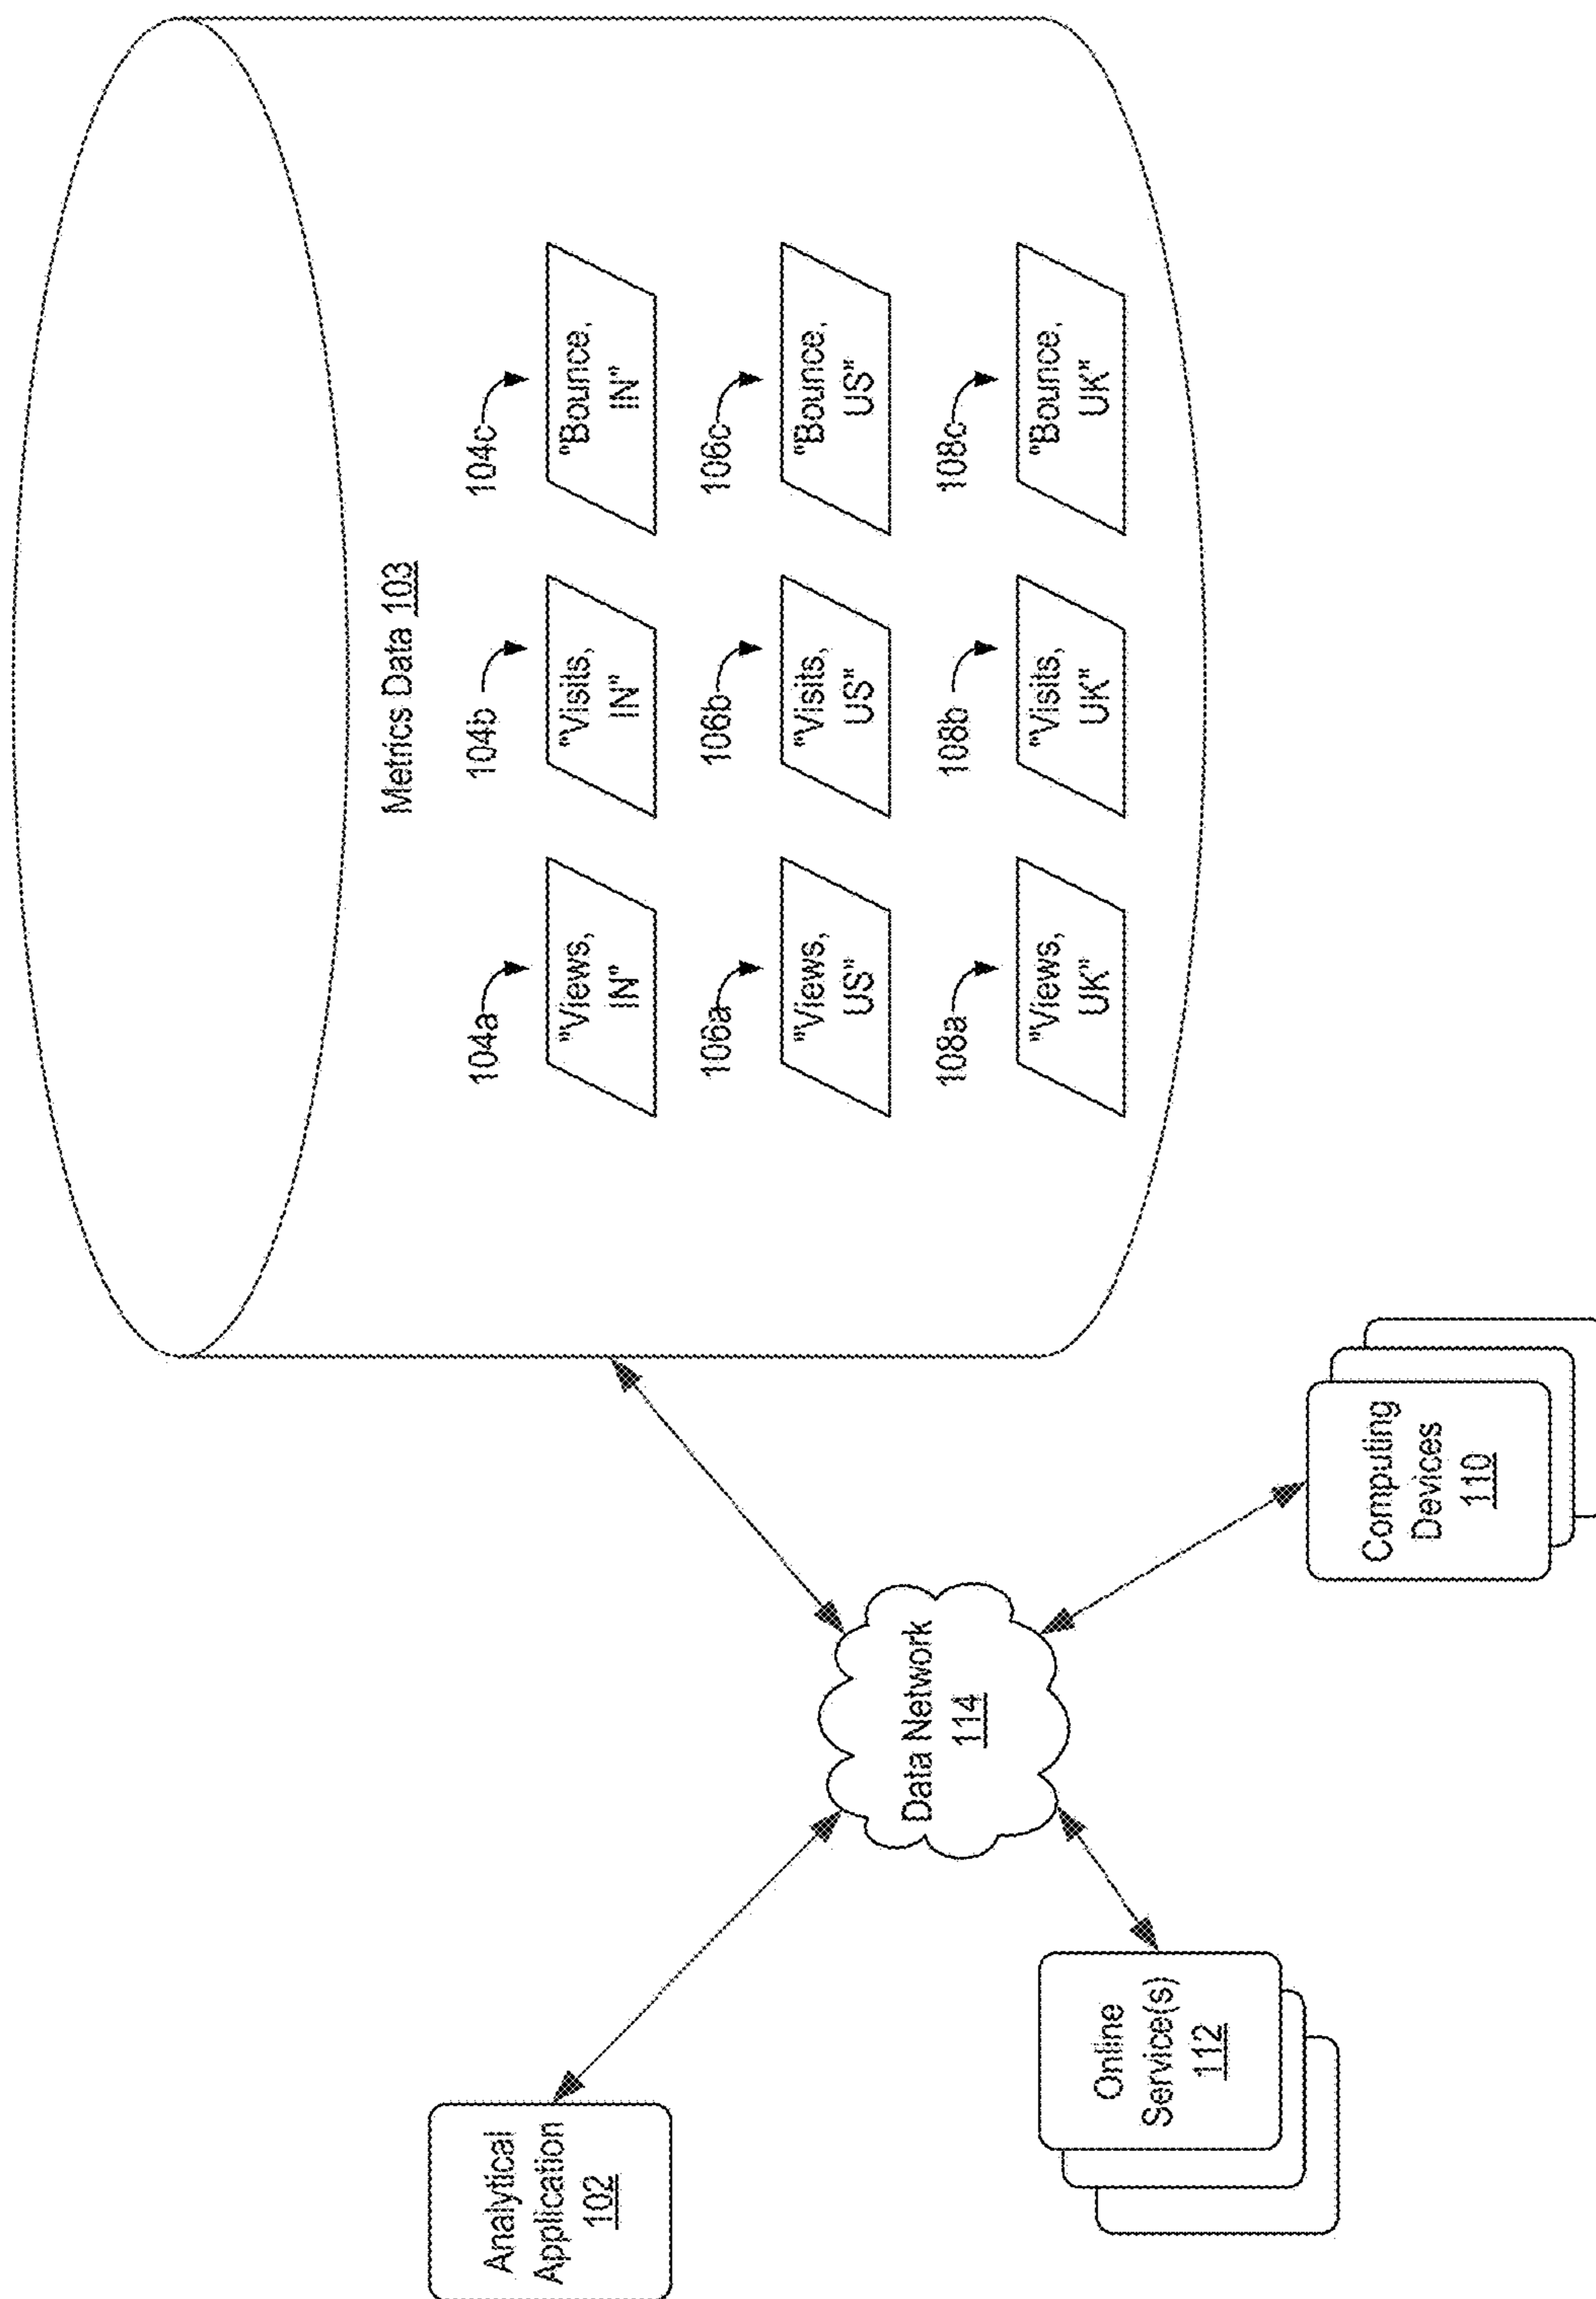 Metrics Data 103
104a
104b
104c
"Views,
IN"
"Visits,
IN"
"Bounce,
IN"
106a
106b
106c
"Views,
US"
"Visits,
US"
"Bounce,
US"
108a
108b
108c
"Views,
UK"
"Visits,
UK"
"Bounce,
UK"
Analytical
Application
102
Data Network
114
Online
Service(s)
112
Computing
Devices
110